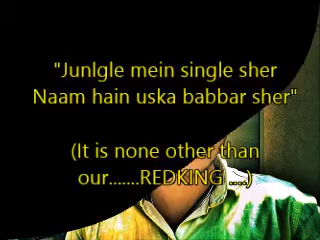 "Junlgle mein single sher
Naam hain uska babbar sher"
(It is none other than
our.......REDKING ....)